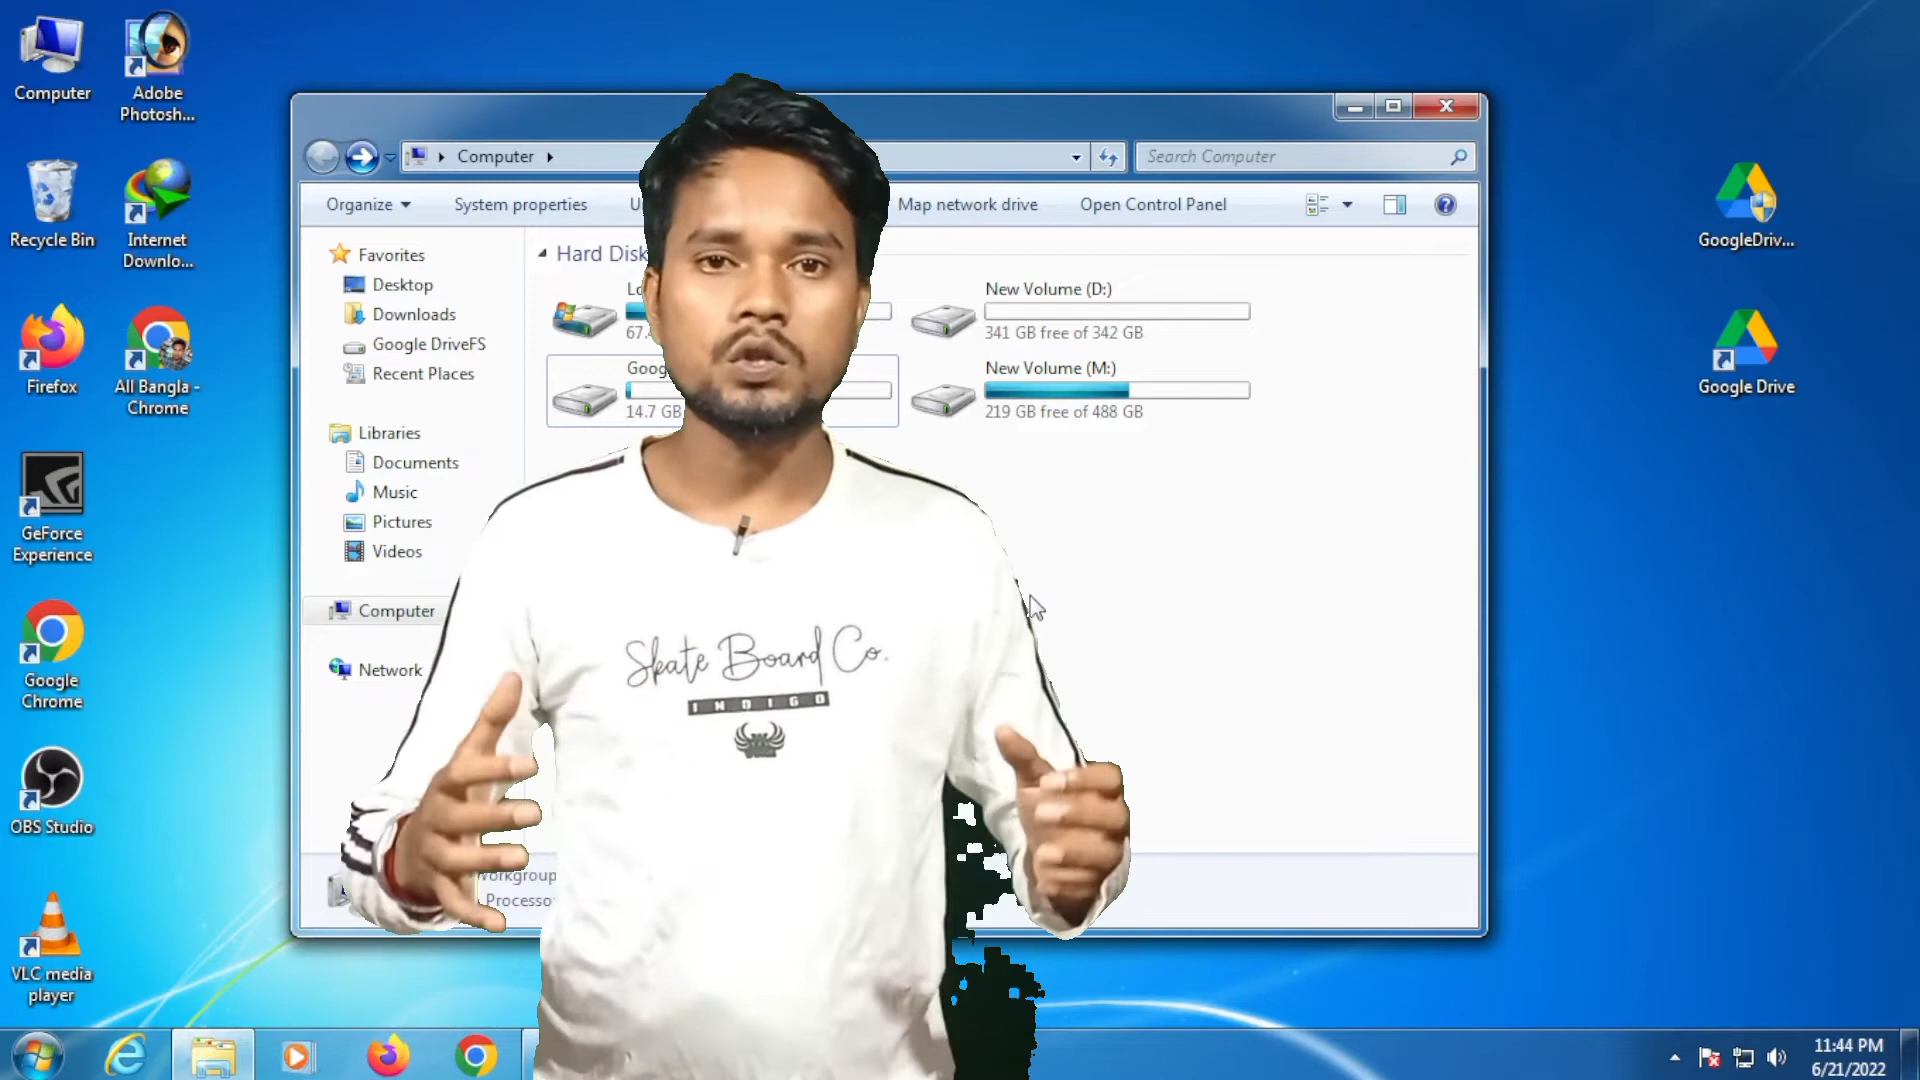 Computer
Adobe
Photosh...
Recycle Bin
Internet
Downlo...
Firefox
All Bangla -
Chrome
GeForce
Experience
Google
Chrome
OBS Studio
VLC media
player
Computer
Search Computer
Organize
System properties
Map network drive
Open Control Panel
Favorites
Desktop
Downloads
Google DriveFS
Recent Places
Libraries
Documents
Music
Pictures
Videos
Computer
Network
Hard Disk
New Volume (D:)
341 GB free of 342 GB
14.7 GB
New Volume (M:)
219 GB free of 488 GB
Skate Board Co.
INDIGO
GoogleDriv...
Google Drive
11:44 PM
6/21/2022